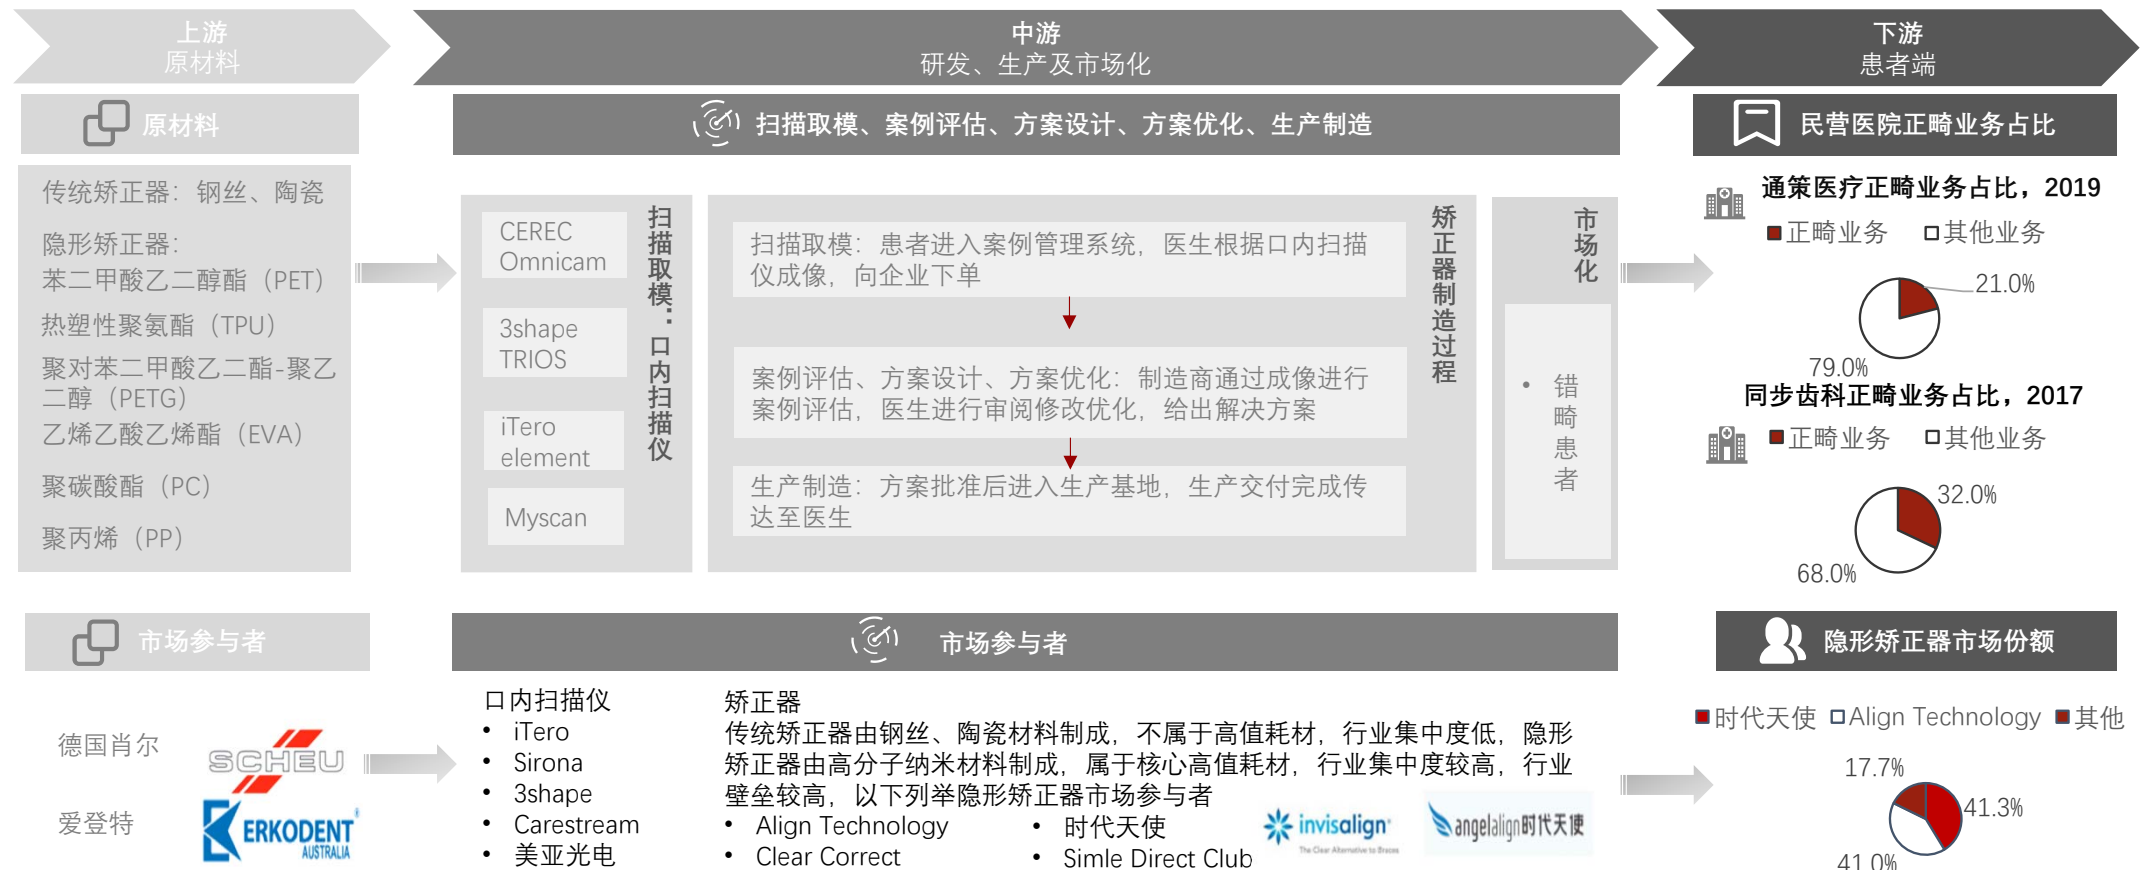 上游
原材料
中游
研发、生产及市场化
下游
患者端
原材料
传统矫正器：钢丝、陶瓷
隐形矫正器：
苯二甲酸乙二醇酯（PET）
热塑性聚氨酯（TPU）
聚对苯二甲酸乙二酯-聚乙
二醇（PETG）
乙烯乙酸乙烯酯（EVA）
聚碳酸酯（PC）
聚丙烯（PP）
扫描取模、案例评估、方案设计、方案优化、生产制造
CEREC
Omnicam
3shape
TRIOS
iTero
element
Myscan
扫描取模：口内扫描仪
扫描取模：患者进入案例管理系统，医生根据口内扫描
仪成像，向企业下单
案例评估、方案设计、方案优化：制造商通过成像进行
案例评估，医生进行审阅修改优化，给出解决方案
生产制造：方案批准后进入生产基地，生产交付完成传
达至医生
矫正器制造过程
市场化
• 错畸患者
民营医院正畸业务占比
通策医疗正畸业务占比，2019
正畸业务 其他业务
21.0%
79.0%
同步齿科正畸业务占比，2017
正畸业务 其他业务
32.0%
68.0%
市场参与者
德国肖尔
SCHEU
爱登特
ERKODENT
AUSTRALIA
市场参与者
口内扫描仪
• iTero
• Sirona
• 3shape
• Carestream
• 美亚光电
矫正器
传统矫正器由钢丝、陶瓷材料制成，不属于高值耗材，行业集中度低，隐形
矫正器由高分子纳米材料制成，属于核心高值耗材，行业集中度较高，行业
壁垒较高，以下列举隐形矫正器市场参与者
• Align Technology
• Clear Correct
• 时代天使
• Simle Direct Club
invisalign
The Clear Alternative to Braces
angelalign时代天使
隐形矫正器市场份额
时代天使 Align Technology 其他
17.7%
41.3%
41.0%